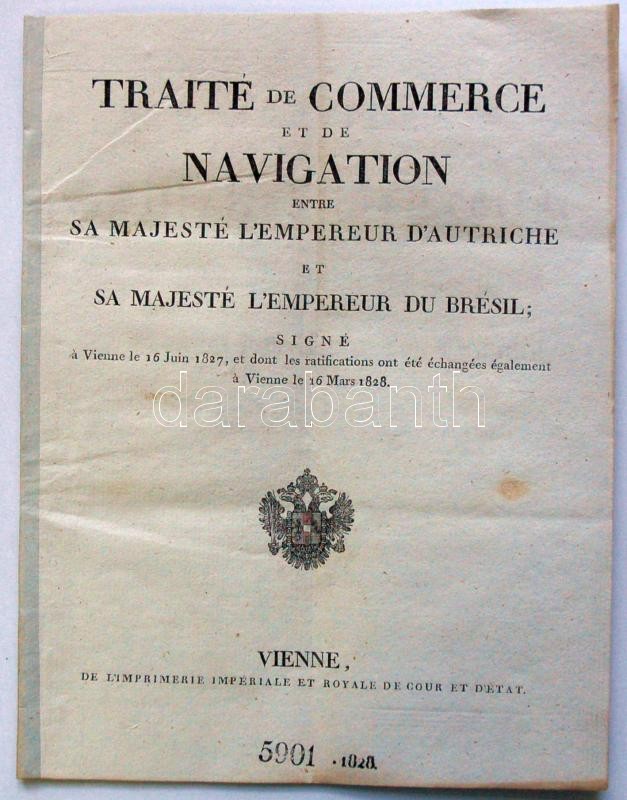 TRAITÉ DE COMMERCE
ET DE
NAVIGATION
ENTRE
SA MAJESTÉ L'EMPEREUR D'AUTRICHE
ET
SA MAJESTÉ L'EMPEREUR DU BRÉSIL;
SIGNÉ
à Vienne le 16 Juin 1827, et dont les ratifications ont été échangées également
à Vienne le 16 Mars 1828.
darabanth
VIENNE,
DE L'IMPRIMERIE IMPÉRIALE ET ROYALE DE COUR ET D'ÉTAT.
5901 .1828.